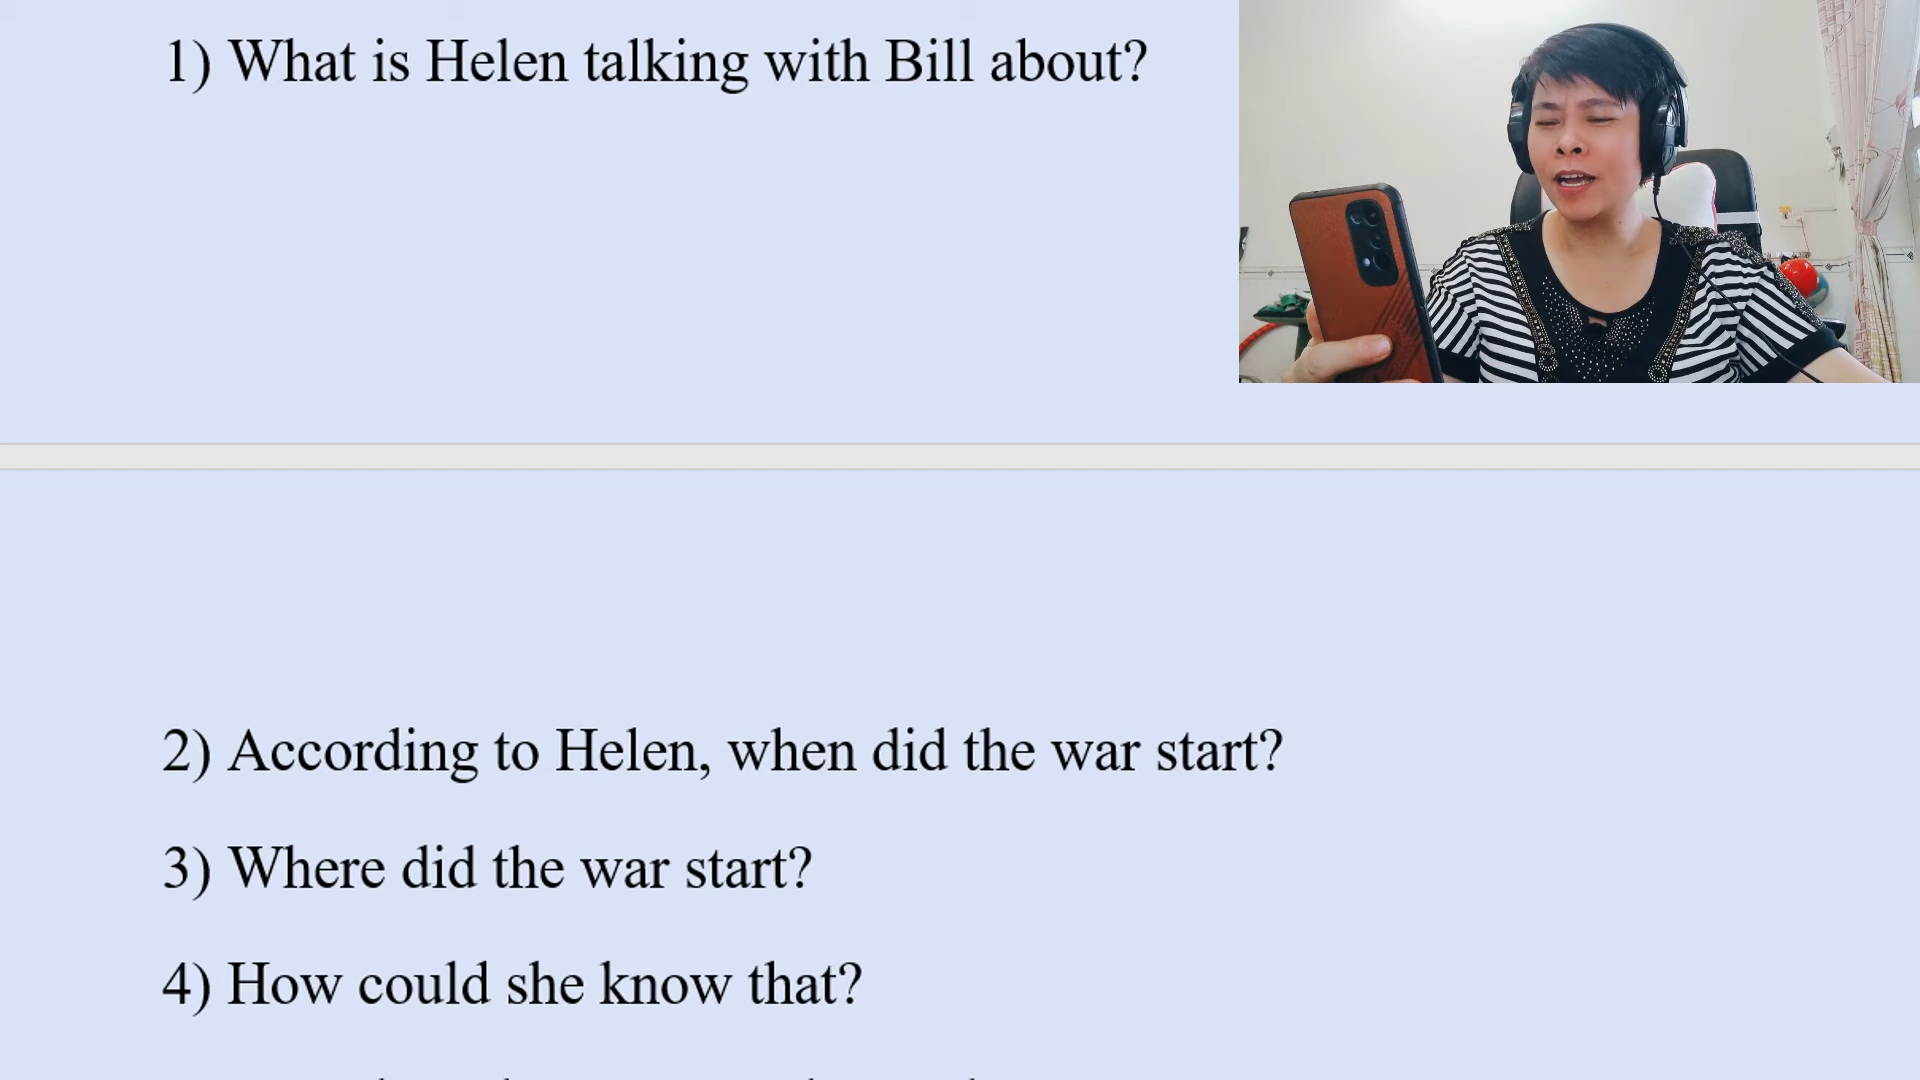 1) What is Helen talking with Bill about?
2) According to Helen, when did the war start?
3) Where did the war start?
4) How could she know that?